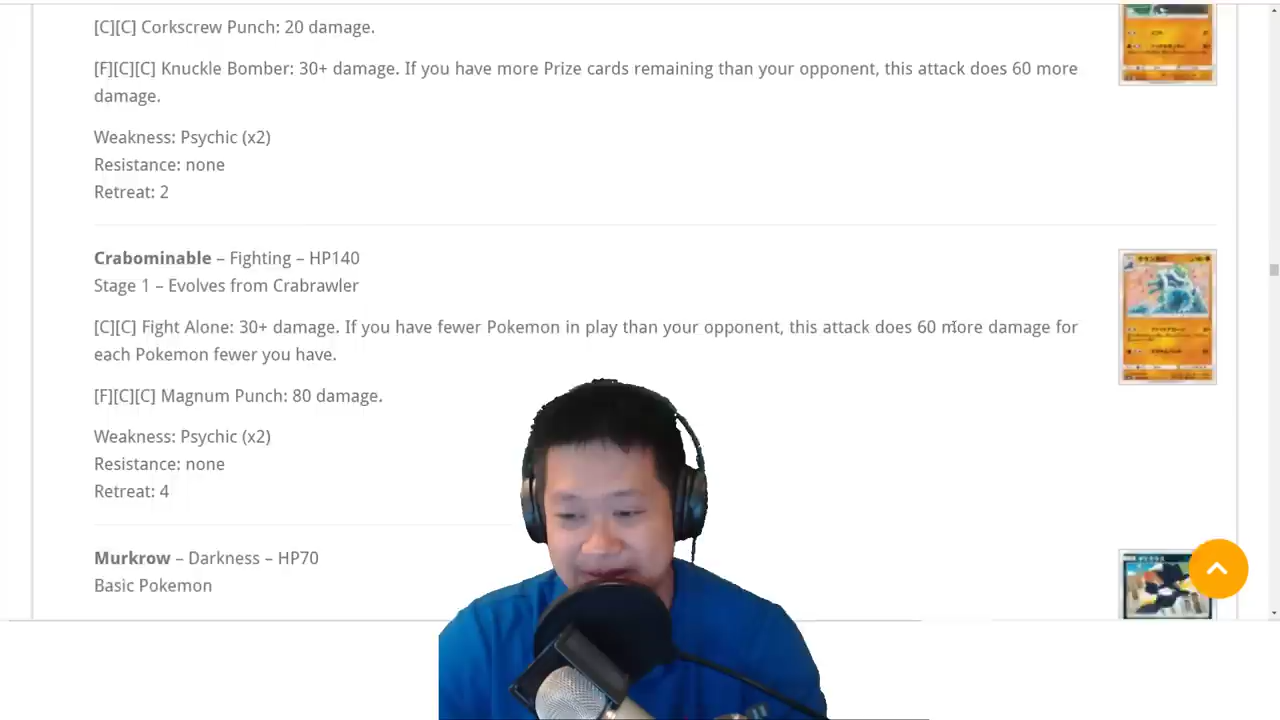 [C][C] Corkscrew Punch: 20 damage.
[F][C][C] Knuckle Bomber: 30+ damage. If you have more Prize cards remaining than your opponent, this attack does 60 more
damage.
Weakness: Psychic (x2)
Resistance: none
Retreat: 2
Crabominable – Fighting – HP140
Stage 1 – Evolves from Crabrawler
[C][C] Fight Alone: 30+ damage. If you have fewer Pokemon in play than your opponent, this attack does 60 more damage for
each Pokemon fewer you have.
[F][C][C] Magnum Punch: 80 damage.
Weakness: Psychic (x2)
Resistance: none
Retreat: 4
Murkrow – Darkness – HP70
Basic Pokemon